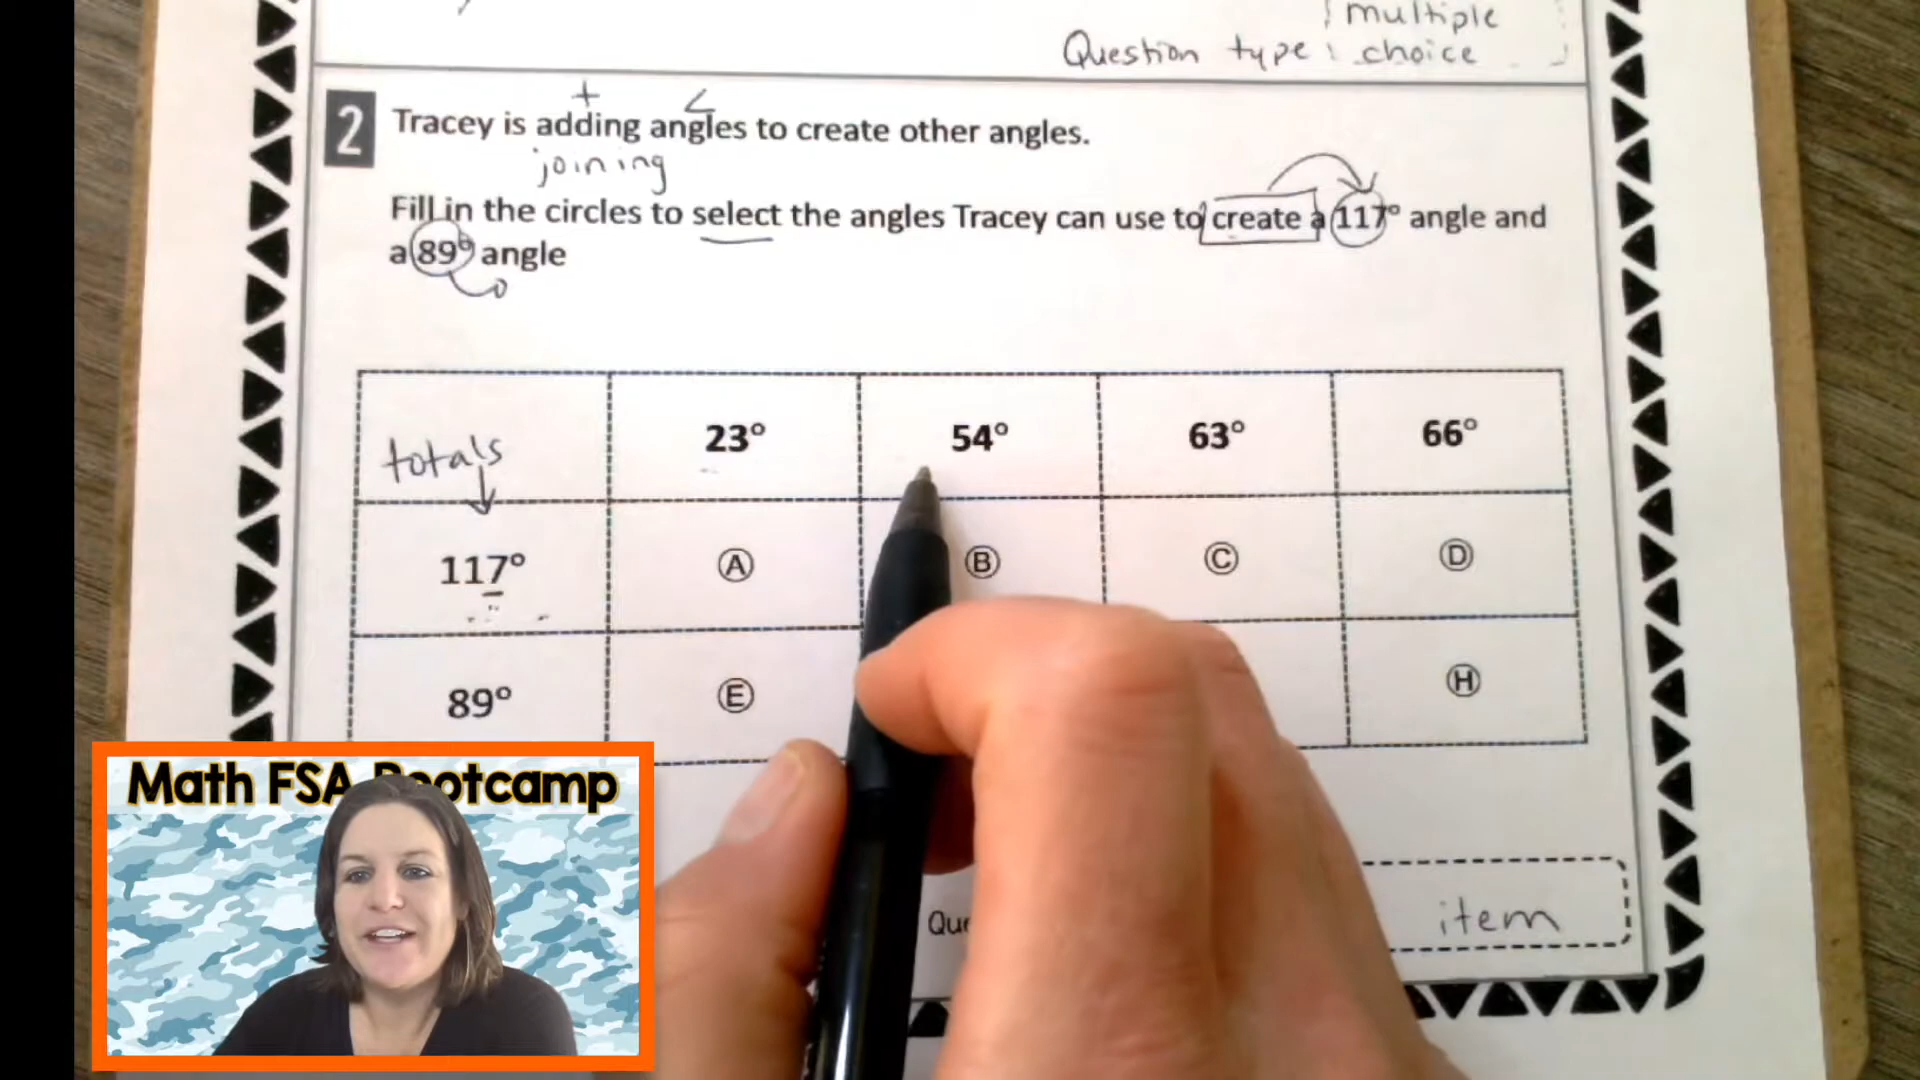 multiple
Question type: choice
+ <
2 Tracey is adding angles to create other angles.
joining
Fill in the circles to select the angles Tracey can use to create a 117° angle and
a 89° angle
totals 23° 54° 63° 66°
117° A B C D
89° E H
item
Math FSA Bootcamp